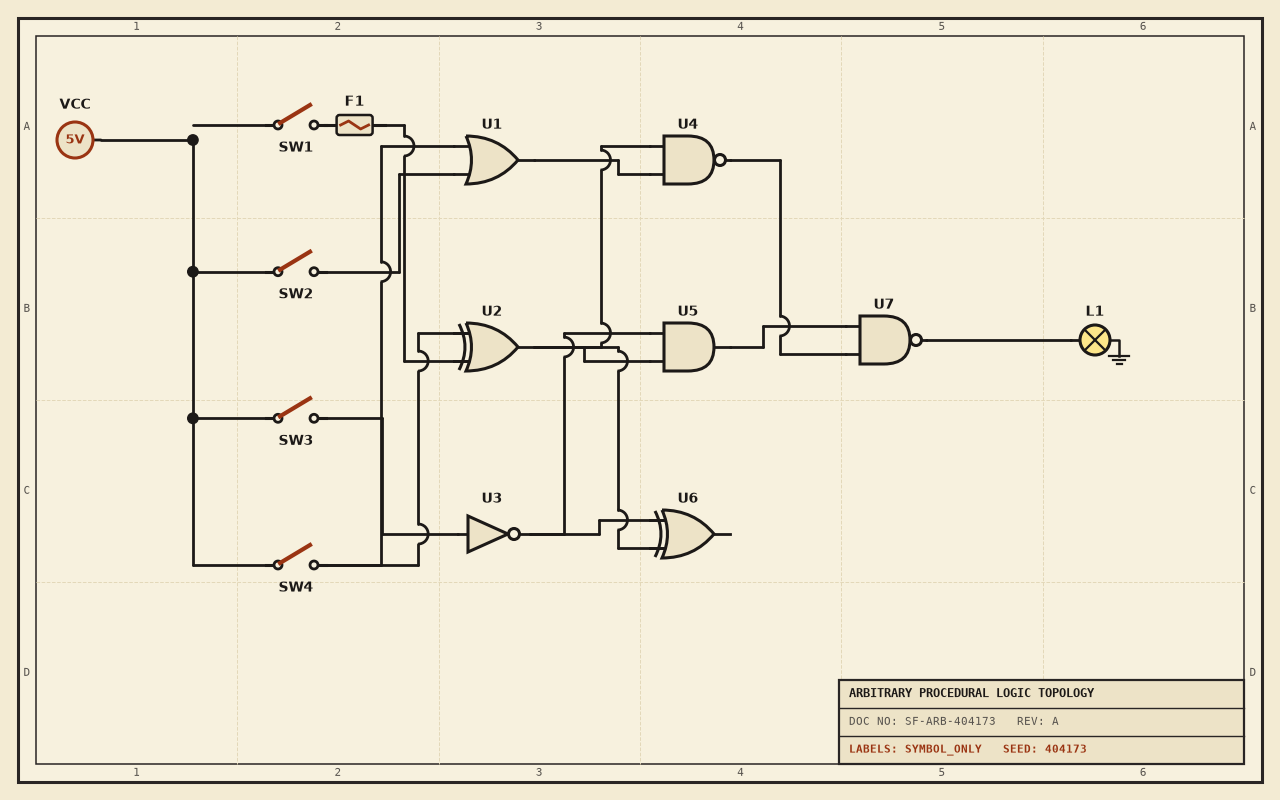 1 2 3 4 5 6
VCC
5V
F1
A A
SW1
U1
U4
SW2
U2
U5
U7
L1
B B
SW3
SW4
U3
U6
C C
D D
ARBITRARY PROCEDURAL LOGIC TOPOLOGY
DOC NO: SF-ARB-404173 REV: A
LABELS: SYMBOL_ONLY SEED: 404173
1 2 3 4 5 6